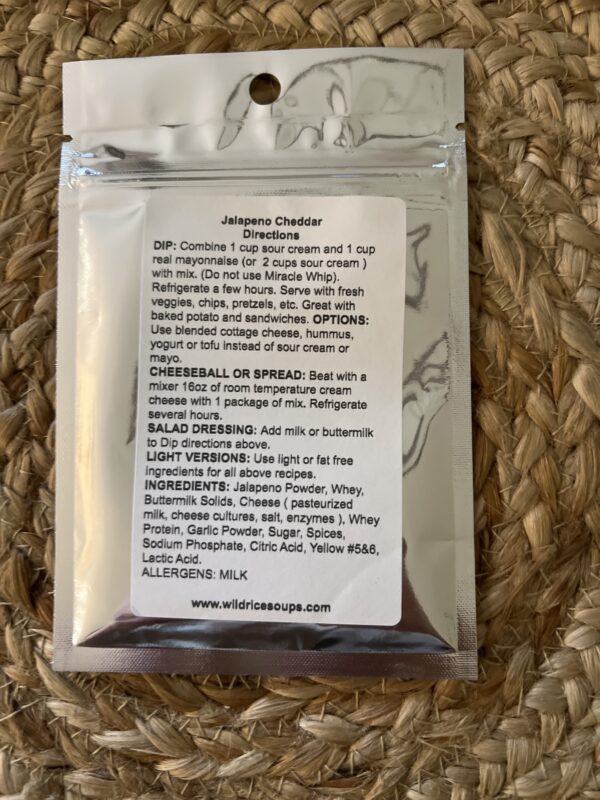 Jalapeno Cheddar
Directions
DIP: Combine 1 cup sour cream and 1 cup
real mayonnaise (or 2 cups sour cream )
with mix. (Do not use Miracle Whip).
Refrigerate a few hours. Serve with fresh
veggies, chips, pretzels, etc. Great with
baked potato and sandwiches. OPTIONS:
Use blended cottage cheese, hummus,
yogurt or tofu instead of sour cream or
mayo.
CHEESEBALL OR SPREAD: Beat with a
mixer 16oz of room temperature cream
cheese with 1 package of mix. Refrigerate
several hours.
SALAD DRESSING: Add milk or buttermilk
to Dip directions above.
LIGHT VERSIONS: Use light or fat free
ingredients for all above recipes.
INGREDIENTS: Jalapeno Powder, Whey,
Buttermilk Solids, Cheese ( pasteurized
milk, cheese cultures, salt, enzymes ), Whey
Protein, Garlic Powder, Sugar, Spices,
Sodium Phosphate, Citric Acid, Yellow #5&6,
Lactic Acid.
ALLERGENS: MILK
www.wildricesoups.com